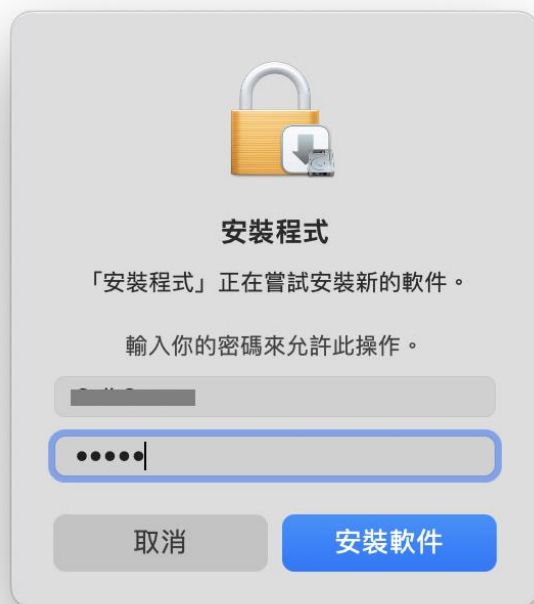 安裝程式
「安裝程式」正在嘗試安裝新的軟件。
輸入你的密碼來允許此操作。
•••••
取消
安裝軟件